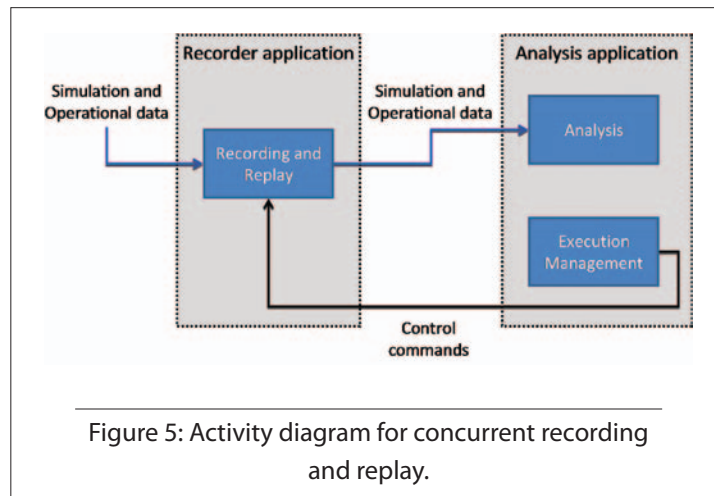 Recorder application
Analysis application
Simulation and
Operational data
Simulation and
Operational data
Recording and
Replay
Analysis
Execution
Management
Control
commands
Figure 5: Activity diagram for concurrent recording
and replay.